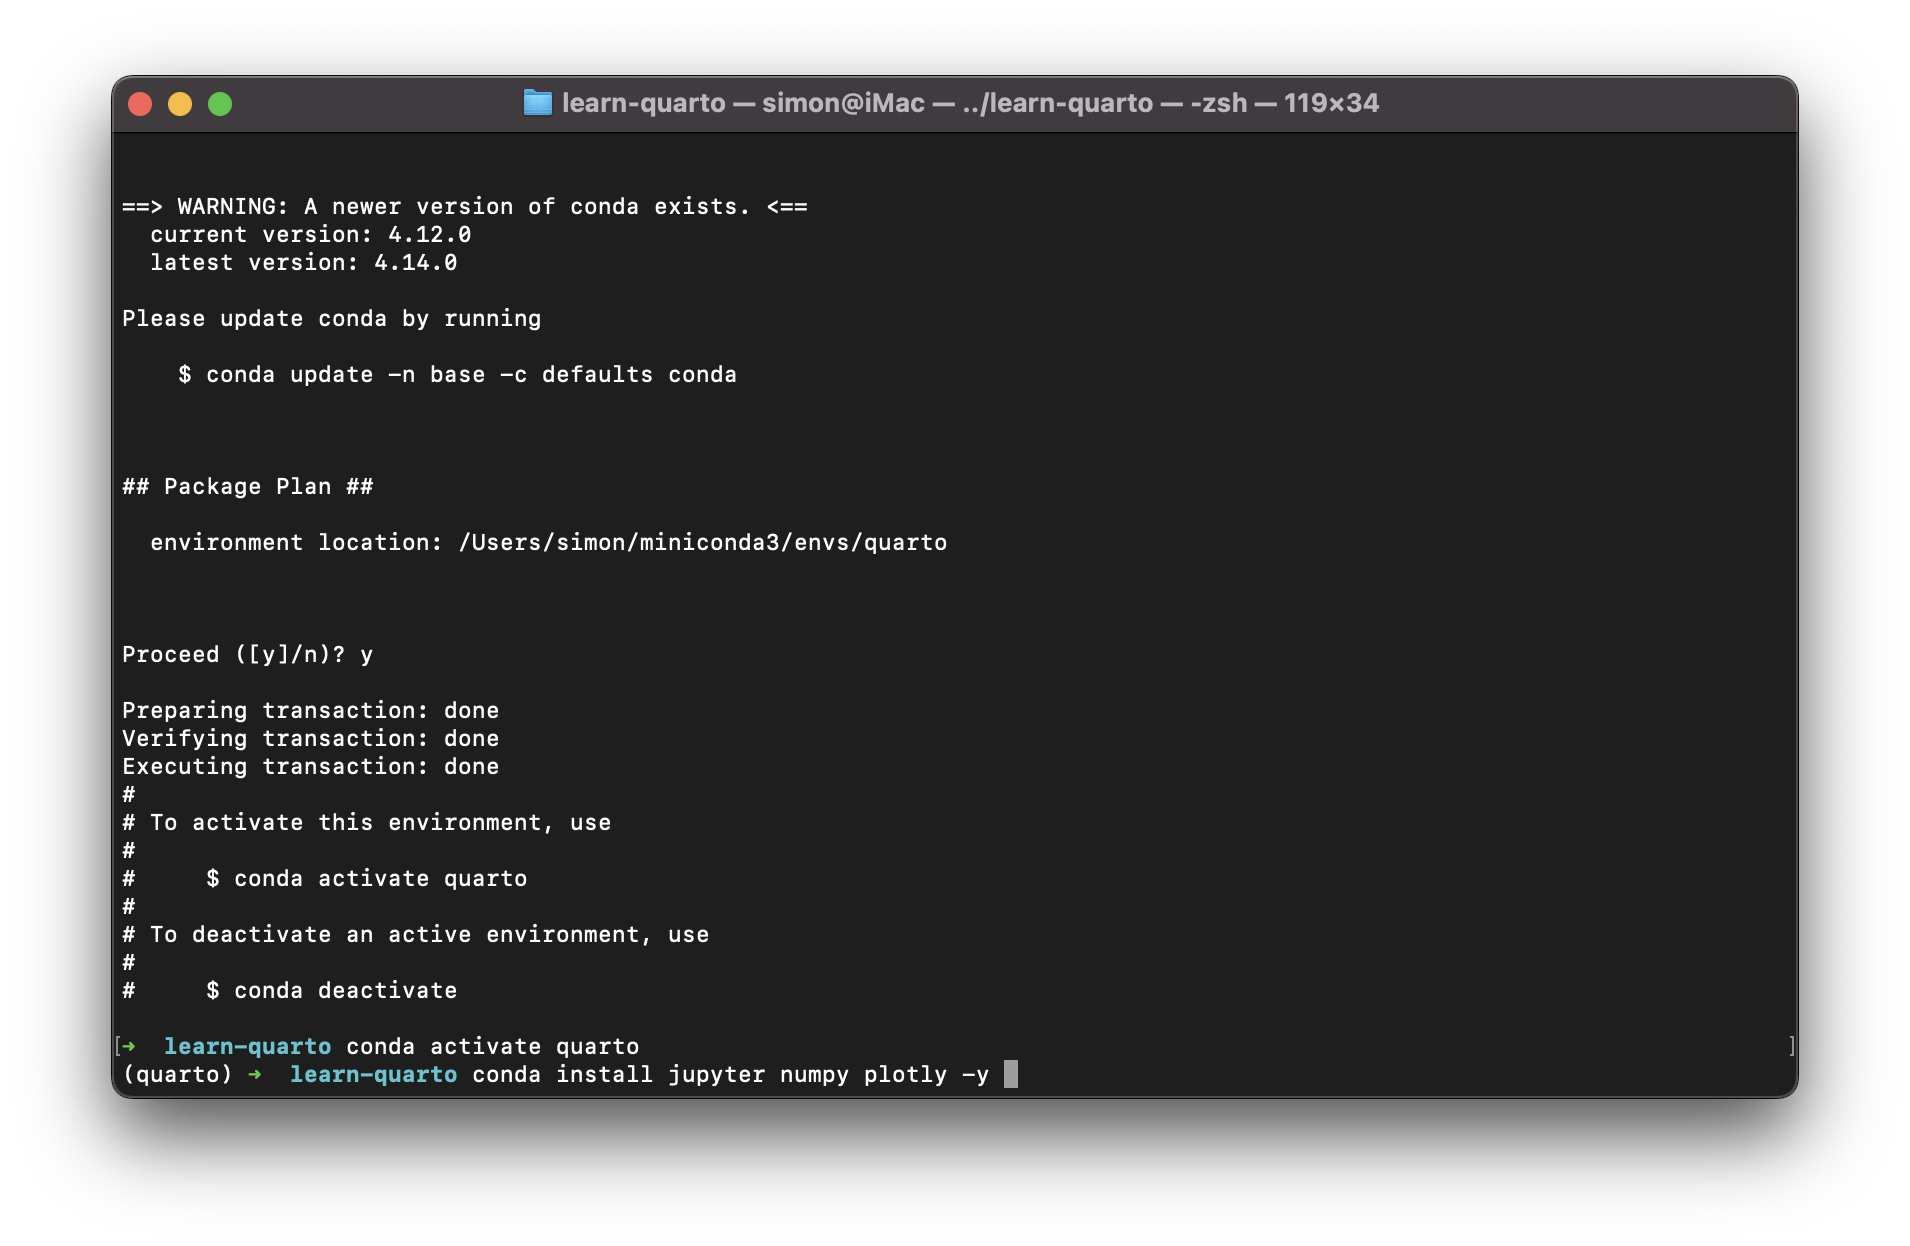 learn-quarto — simon@iMac — ../learn-quarto — -zsh — 119×34
==> WARNING: A newer version of conda exists. <==
  current version: 4.12.0
  latest version: 4.14.0
Please update conda by running
    $ conda update -n base -c defaults conda
## Package Plan ##
  environment location: /Users/simon/miniconda3/envs/quarto
Proceed ([y]/n)? y
Preparing transaction: done
Verifying transaction: done
Executing transaction: done
#
# To activate this environment, use
#
#     $ conda activate quarto
#
# To deactivate an active environment, use
#
#     $ conda deactivate
[➜  learn-quarto conda activate quarto ]
(quarto) ➜  learn-quarto conda install jupyter numpy plotly -y